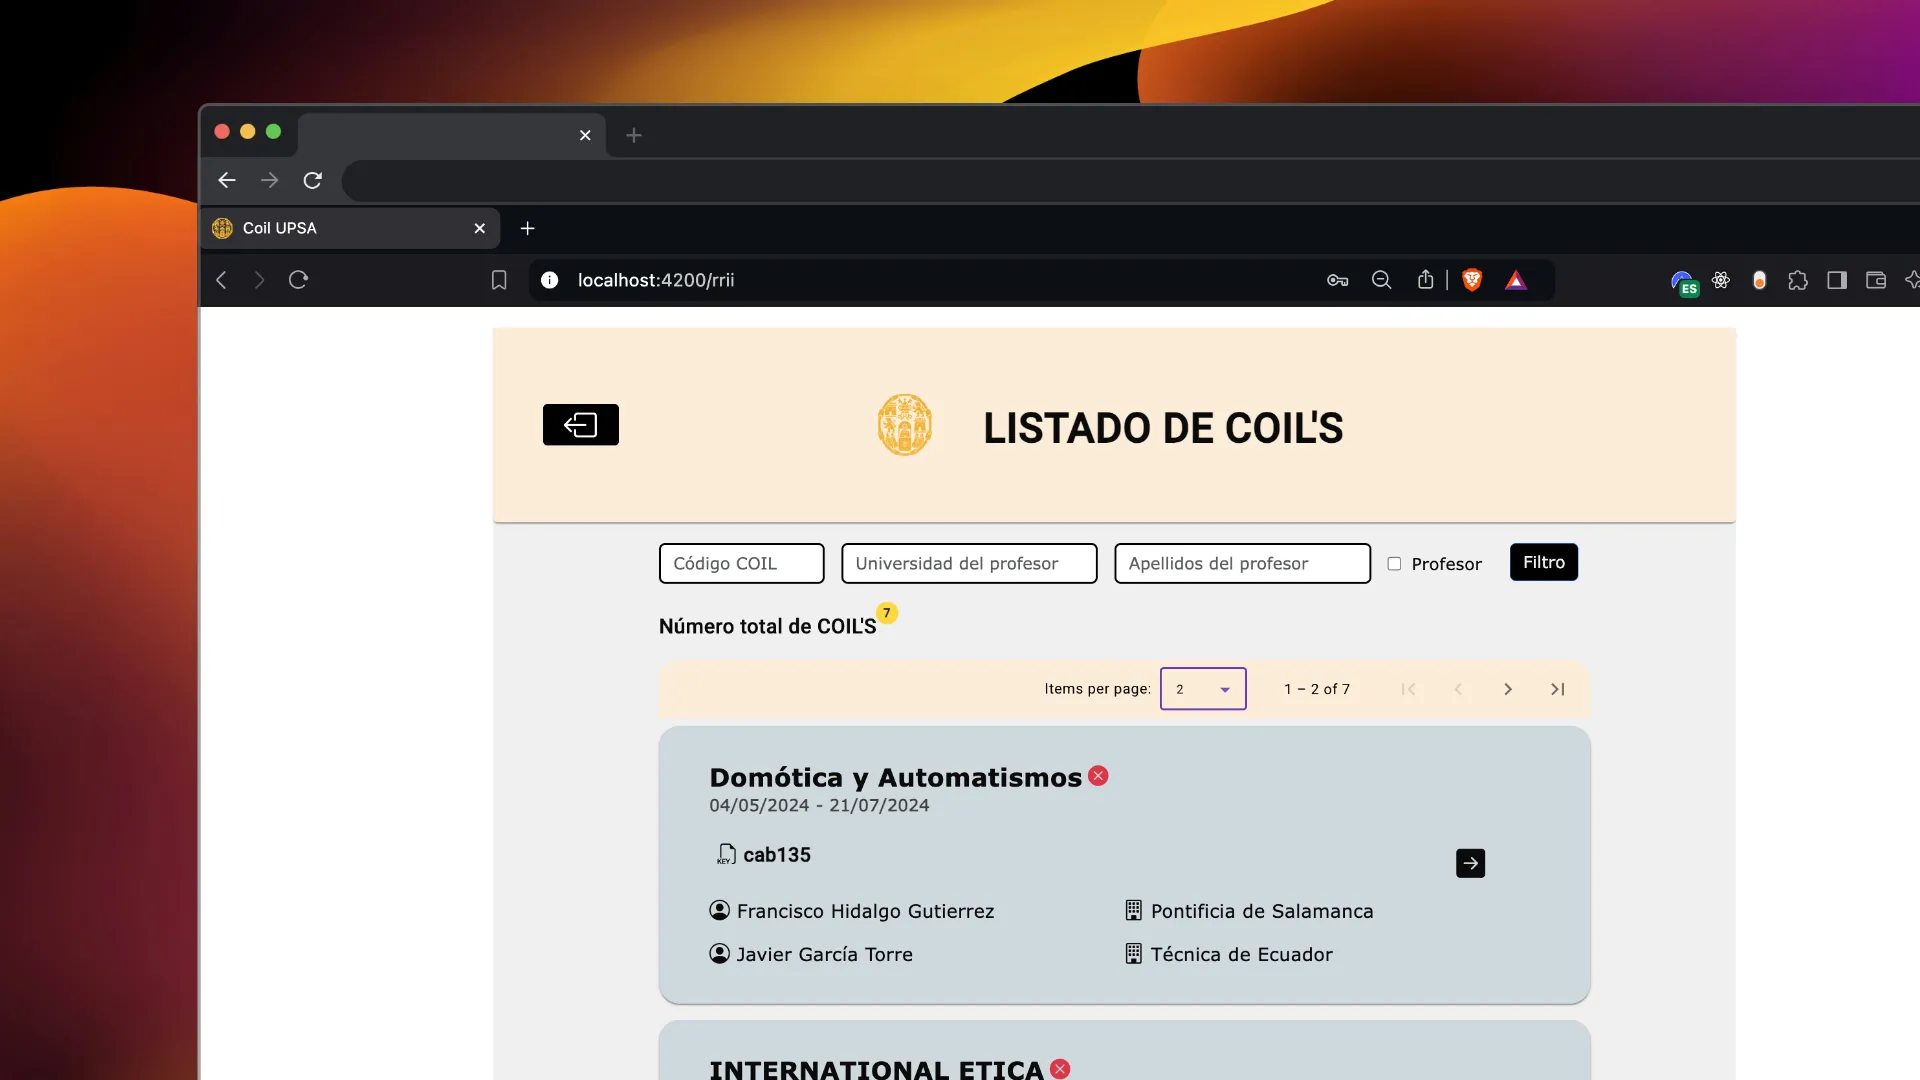 Coil UPSA
localhost:4200/rrii
ES
LISTADO DE COIL'S
Código COIL
Universidad del profesor
Apellidos del profesor
Profesor
Filtro
Número total de COIL'S
7
Items per page:
2
1 – 2 of 7
Domótica y Automatismos
04/05/2024 - 21/07/2024
KEY
cab135
Francisco Hidalgo Gutierrez
Pontificia de Salamanca
Javier García Torre
Técnica de Ecuador
INTERNATIONAL ETICA